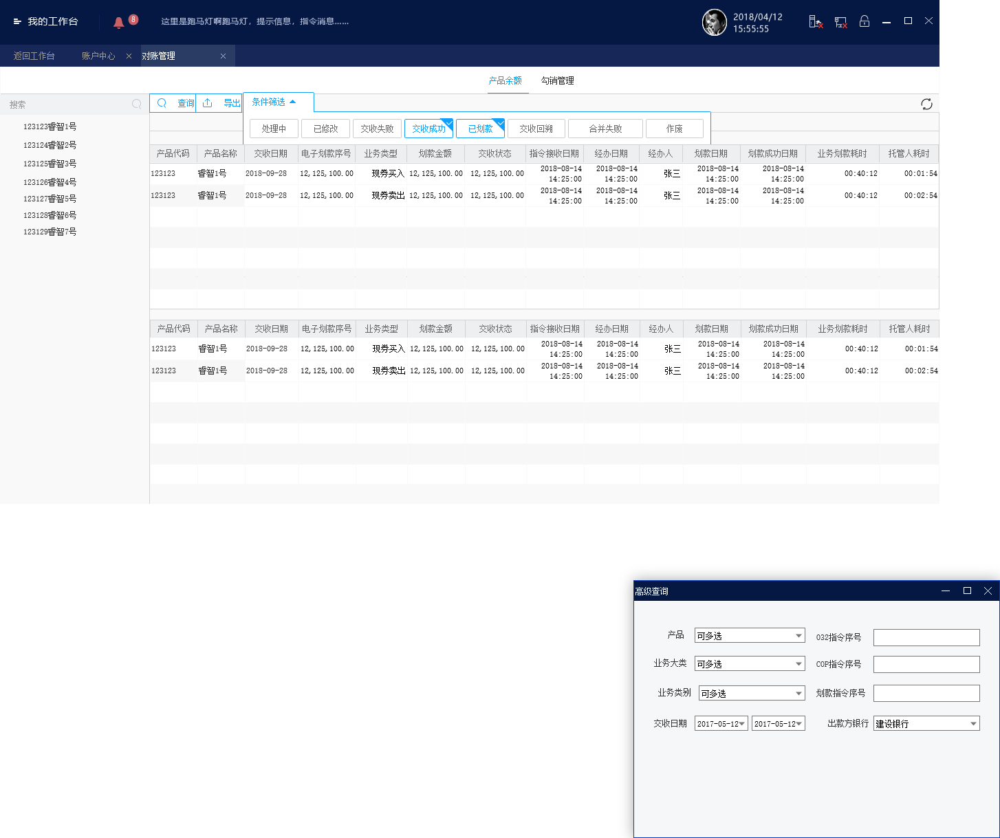 我的工作台
8
这里是跑马灯啊跑马灯，提示信息，指令消息......
2018/04/12
15:55:55
返回工作台 账户中心 对账管理
产品余额 勾销管理
搜索
查询 导出 条件筛选
处理中 已修改 交收失败 交收成功 已划款 交收回溯 合并失败 作废
123123睿智1号
123124睿智2号
123125睿智3号
123126睿智4号
123127睿智5号
123128睿智6号
123129睿智7号
产品代码 产品名称 交收日期 电子划款序号 业务类型 划款金额 交收状态 指令接收日期 经办日期 经办人 划款日期 划款成功日期 业务划款耗时 托管人耗时
123123 睿智1号 2018-09-28 12,125,100.00 现券买入 12,125,100.00 12,125,100.00 2018-08-14 14:25:00 2018-08-14 14:25:00 张三 2018-08-14 14:25:00 2018-08-14 14:25:00 00:40:12 00:01:54
123123 睿智1号 2018-09-28 12,125,100.00 现券卖出 12,125,100.00 12,125,100.00 2018-08-14 14:25:00 2018-08-14 14:25:00 张三 2018-08-14 14:25:00 2018-08-14 14:25:00 00:40:12 00:02:54
产品代码 产品名称 交收日期 电子划款序号 业务类型 划款金额 交收状态 指令接收日期 经办日期 经办人 划款日期 划款成功日期 业务划款耗时 托管人耗时
123123 睿智1号 2018-09-28 12,125,100.00 现券买入 12,125,100.00 12,125,100.00 2018-08-14 14:25:00 2018-08-14 14:25:00 张三 2018-08-14 14:25:00 2018-08-14 14:25:00 00:40:12 00:01:54
123123 睿智1号 2018-09-28 12,125,100.00 现券卖出 12,125,100.00 12,125,100.00 2018-08-14 14:25:00 2018-08-14 14:25:00 张三 2018-08-14 14:25:00 2018-08-14 14:25:00 00:40:12 00:02:54
高级查询
产品 可多选 032指令序号
业务大类 可多选 COP指令序号
业务类别 可多选 划款指令序号
交收日期 2017-05-12 2017-05-12 出款方银行 建设银行